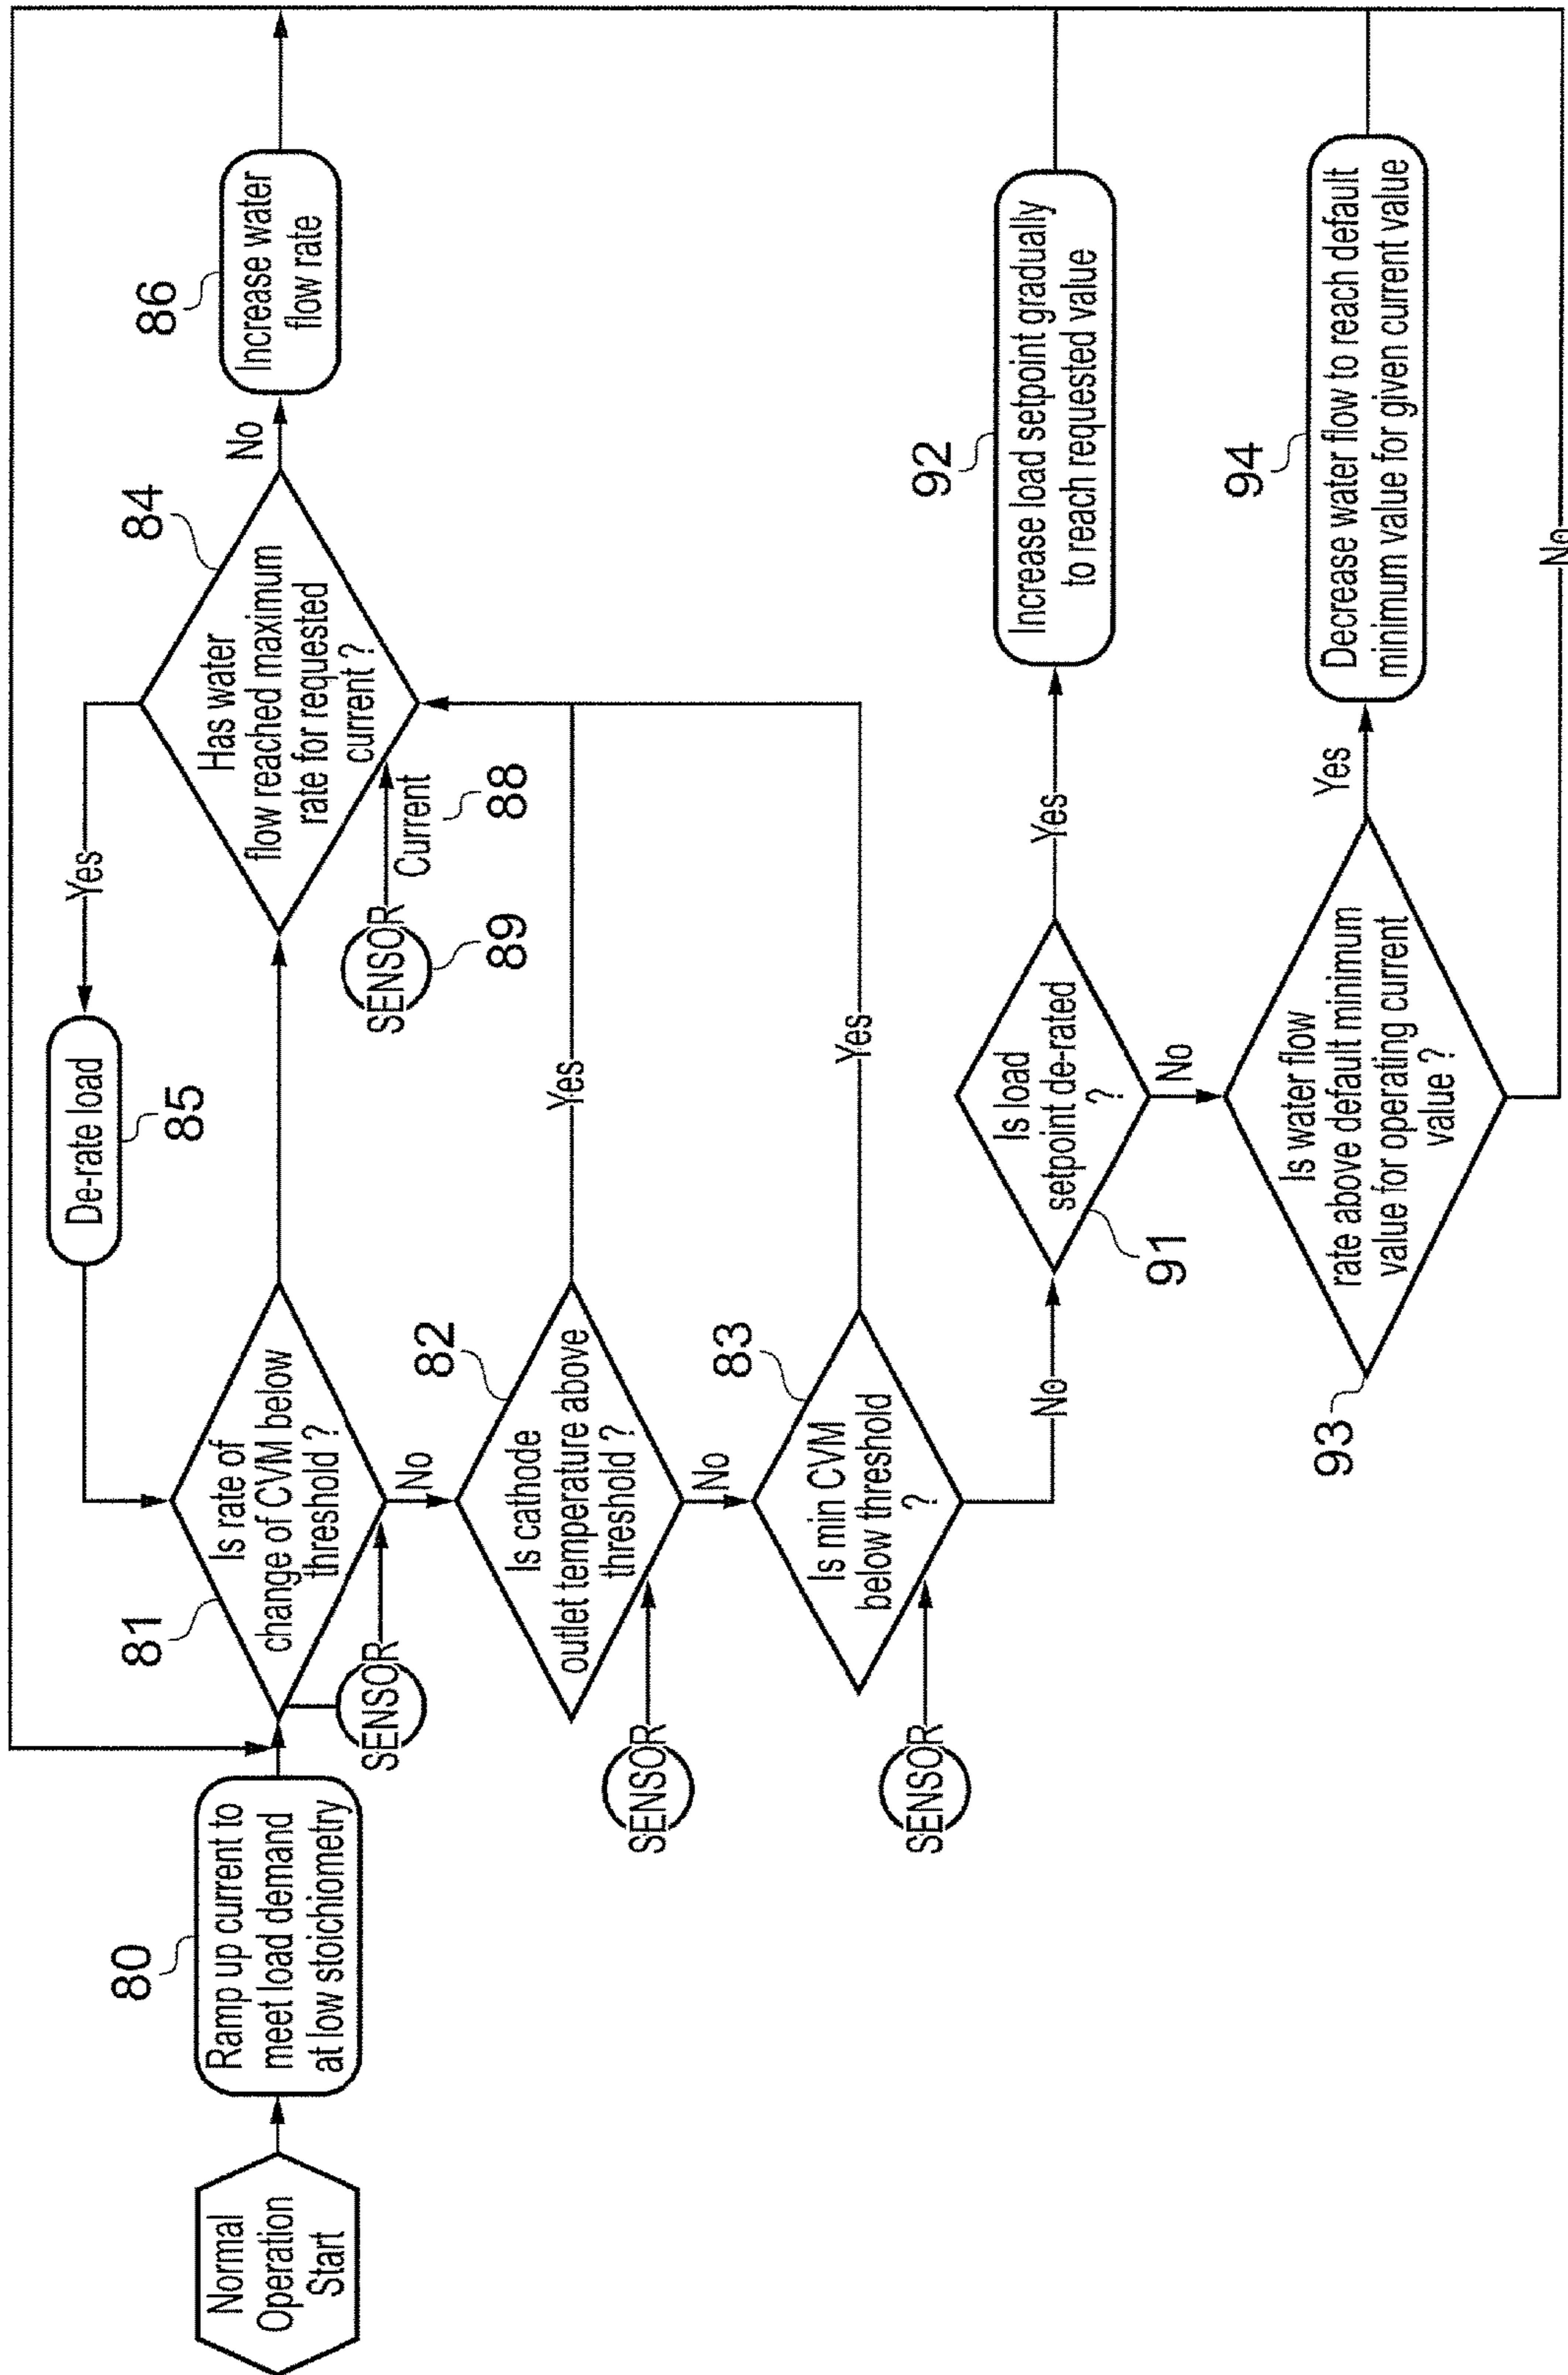 Normal
Operation
Start
80
Ramp up current to
meet load demand
at low stoichiometry
81
Is rate of
change of CVM below
threshold ?
SENSOR
No
85
De-rate load
Yes
84
Has water
flow reached maximum
rate for requested
current ?
SENSOR
89
Current
88
No
86
Increase water
flow rate
82
Is cathode
outlet temperature above
threshold ?
SENSOR
Yes
No
83
Is min CVM
below threshold
?
SENSOR
Yes
No
91
Is load
setpoint de-rated
?
Yes
92
Increase load setpoint gradually
to reach requested value
No
93
Is water flow
rate above default minimum
value for operating current
value ?
Yes
94
Decrease water flow to reach default
minimum value for given current value
No